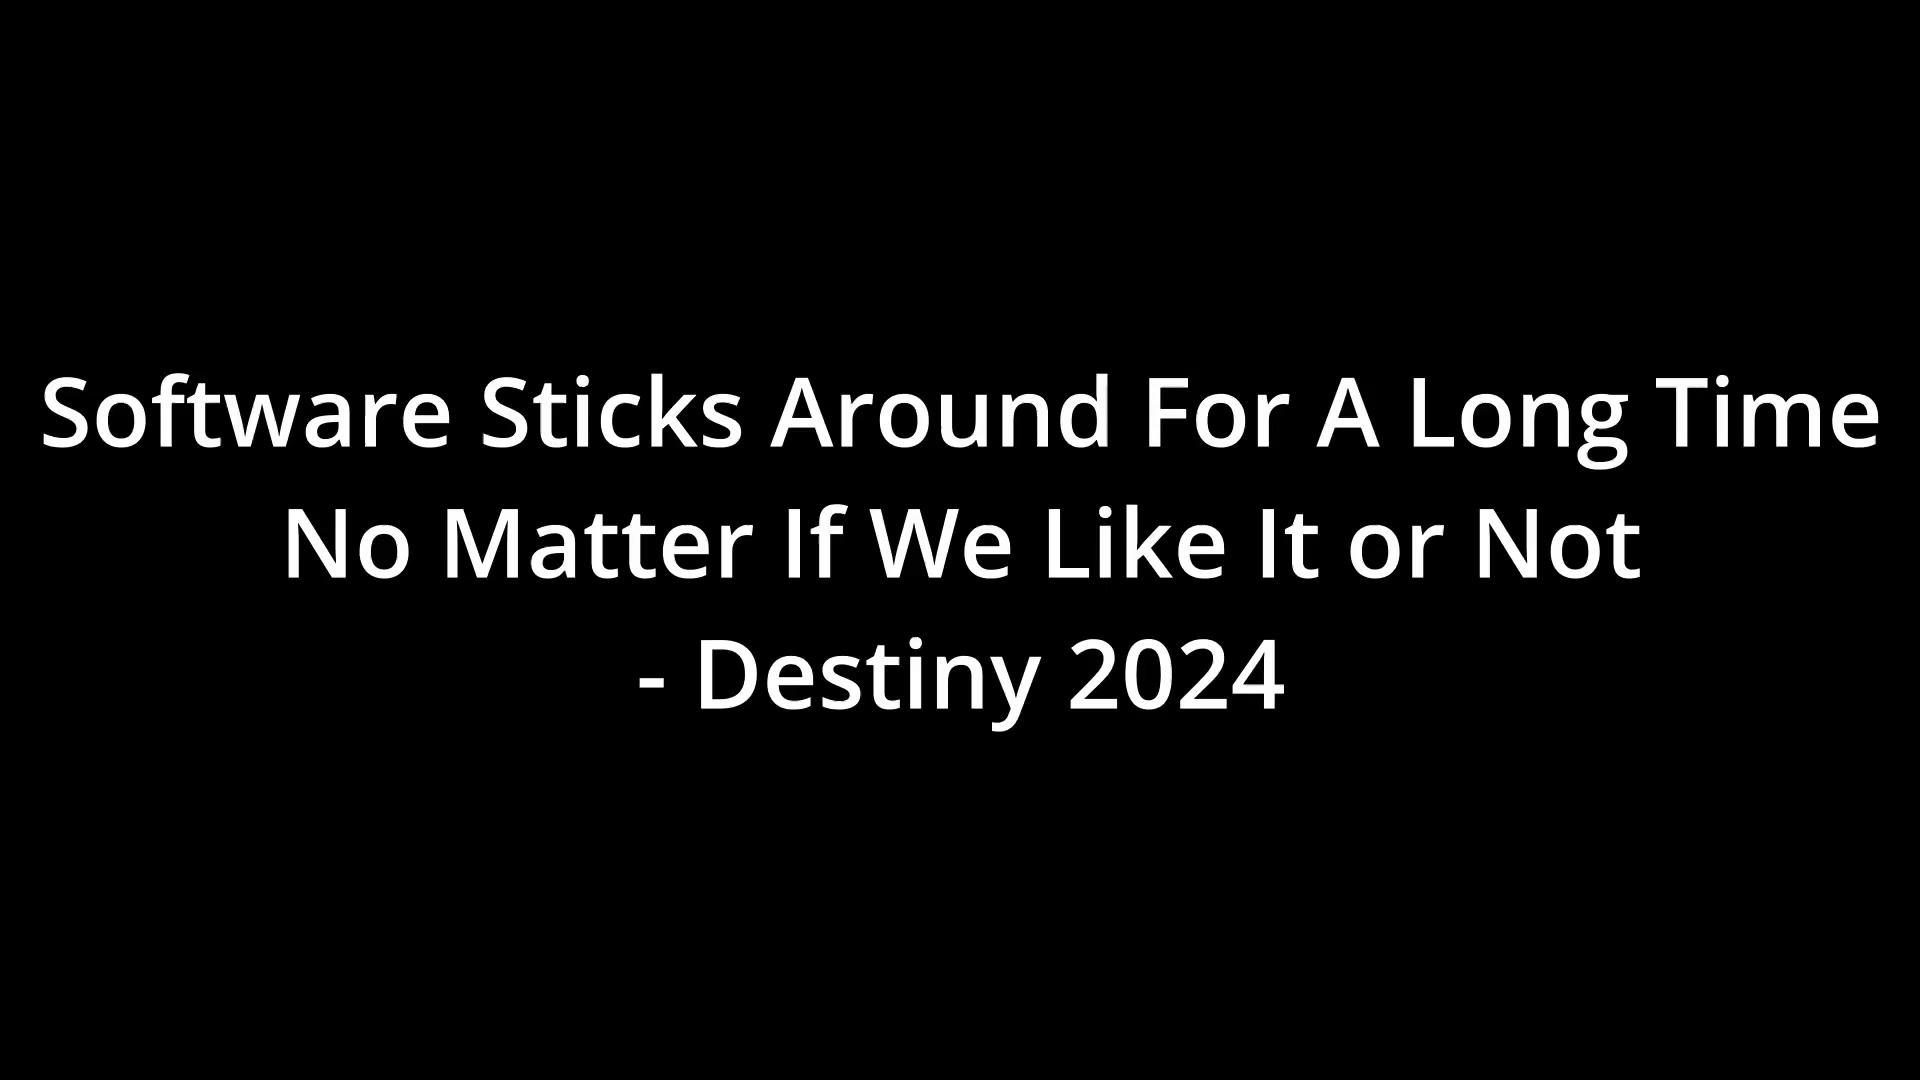 Software Sticks Around For A Long Time
No Matter If We Like It or Not
- Destiny 2024